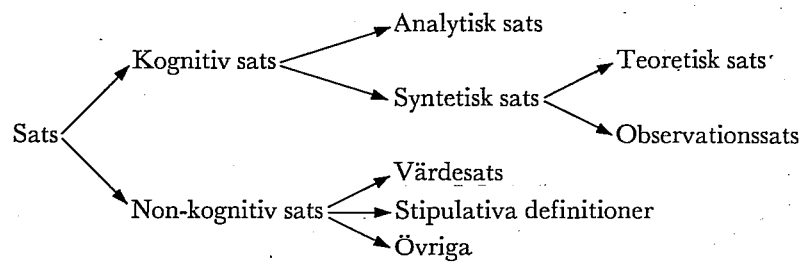 Analytisk sats
Kognitiv sats
Teoretisk sats
Syntetisk sats
Sats
Observationssats
Värdesats
Non-kognitiv sats
Stipulativa definitioner
Övriga